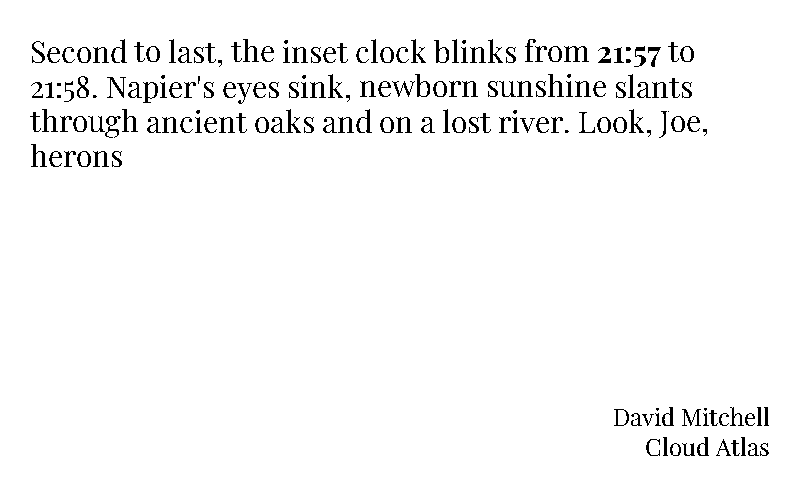 Second to last, the inset clock blinks from 21:57 to
21:58. Napier's eyes sink, newborn sunshine slants
through ancient oaks and on a lost river. Look, Joe,
herons
David Mitchell
Cloud Atlas